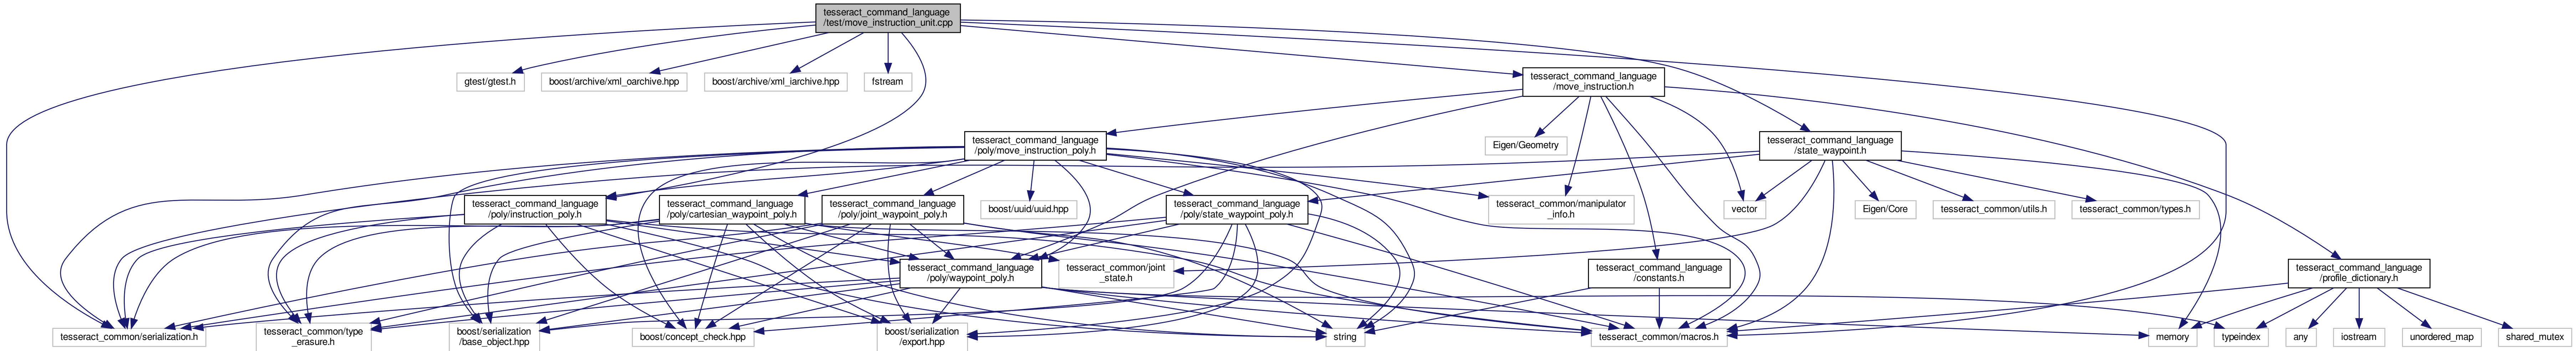 tesseract_command_language
/test/move_instruction_unit.cpp
gtest/gtest.h
boost/archive/xml_oarchive.hpp
boost/archive/xml_iarchive.hpp
fstream
tesseract_command_language
/move_instruction.h
tesseract_command_language
/poly/move_instruction_poly.h
Eigen/Geometry
tesseract_command_language
/state_waypoint.h
tesseract_command_language
/poly/instruction_poly.h
tesseract_command_language
/poly/cartesian_waypoint_poly.h
tesseract_command_language
/poly/joint_waypoint_poly.h
boost/uuid/uuid.hpp
tesseract_command_language
/poly/state_waypoint_poly.h
tesseract_common/manipulator
_info.h
vector
Eigen/Core
tesseract_common/utils.h
tesseract_common/types.h
tesseract_command_language
/poly/waypoint_poly.h
tesseract_common/joint
_state.h
tesseract_command_language
/constants.h
tesseract_command_language
/profile_dictionary.h
tesseract_common/serialization.h
tesseract_common/type
_erasure.h
boost/serialization
/base_object.hpp
boost/concept_check.hpp
boost/serialization
/export.hpp
string
tesseract_common/macros.h
memory
typeindex
any
iostream
unordered_map
shared_mutex